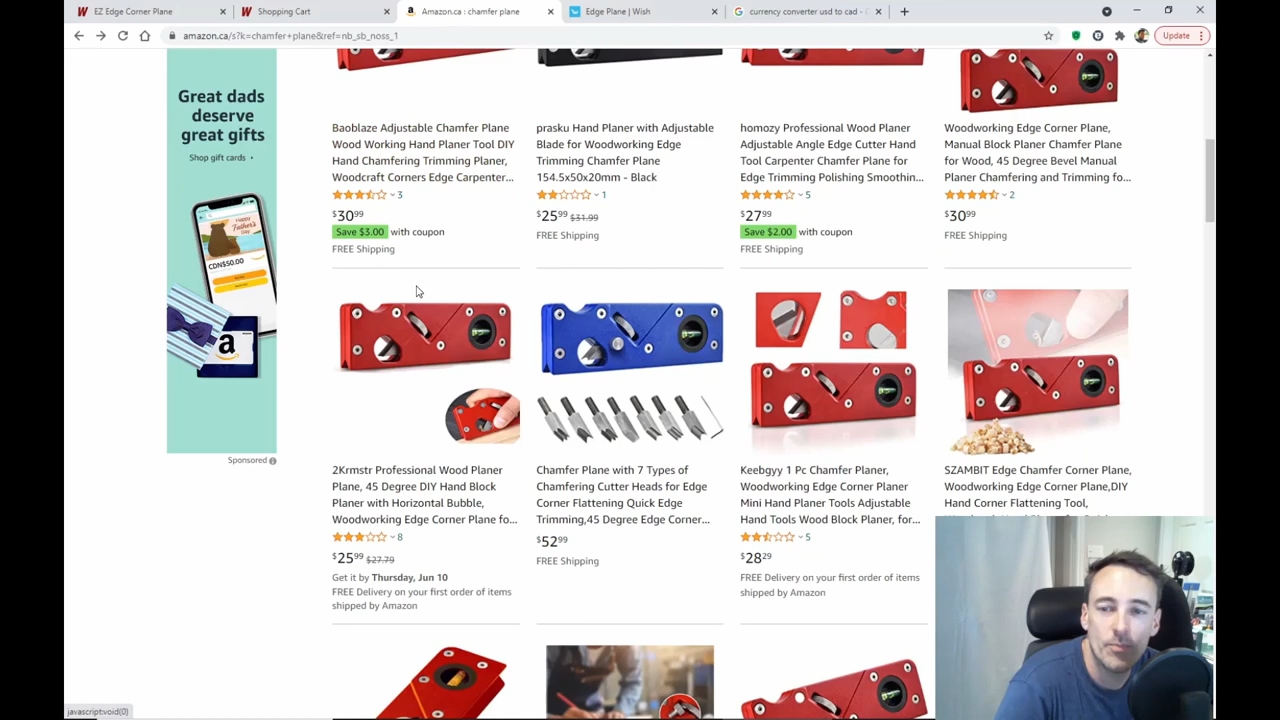 EZ Edge Corner Plane
Shopping Cart
Amazon.ca : chamfer plane
Edge Plane | Wish
currency converter usd to cad -
amazon.ca/s?k=chamfer+plane&ref=nb_sb_noss_1
Update
Great dads
deserve
great gifts
Shop gift cards
Happy
Father's
Day
CDN$50.00
Sponsored
Baoblaze Adjustable Chamfer Plane
Wood Working Hand Planer Tool DIY
Hand Chamfering Trimming Planer,
Woodcraft Corners Edge Carpenter...
3
$30 99
Save $3.00 with coupon
FREE Shipping
prasku Hand Planer with Adjustable
Blade for Woodworking Edge
Trimming Chamfer Plane
154.5x50x20mm - Black
1
$25 99 $31.99
FREE Shipping
homozy Professional Wood Planer
Adjustable Angle Edge Cutter Hand
Tool Carpenter Chamfer Plane for
Edge Trimming Polishing Smoothin...
5
$27 99
Save $2.00 with coupon
FREE Shipping
Woodworking Edge Corner Plane,
Manual Block Planer Chamfer Plane
for Wood, 45 Degree Bevel Manual
Planer Chamfering and Trimming fo...
2
$30 99
FREE Shipping
2Krmstr Professional Wood Planer
Plane, 45 Degree DIY Hand Block
Planer with Horizontal Bubble,
Woodworking Edge Corner Plane fo...
8
$25 99 $27.79
Get it by Thursday, Jun 10
FREE Delivery on your first order of items
shipped by Amazon
Chamfer Plane with 7 Types of
Chamfering Cutter Heads for Edge
Corner Flattening Quick Edge
Trimming,45 Degree Edge Corner...
$52 99
FREE Shipping
Keebgyy 1 Pc Chamfer Planer,
Woodworking Edge Corner Planer
Mini Hand Planer Tools Adjustable
Hand Tools Wood Block Planer, for...
5
$28 29
FREE Delivery on your first order of items
shipped by Amazon
SZAMBIT Edge Chamfer Corner Plane,
Woodworking Edge Plane,DIY
Hand Corner Flattening Tool,
javascript:void(0)